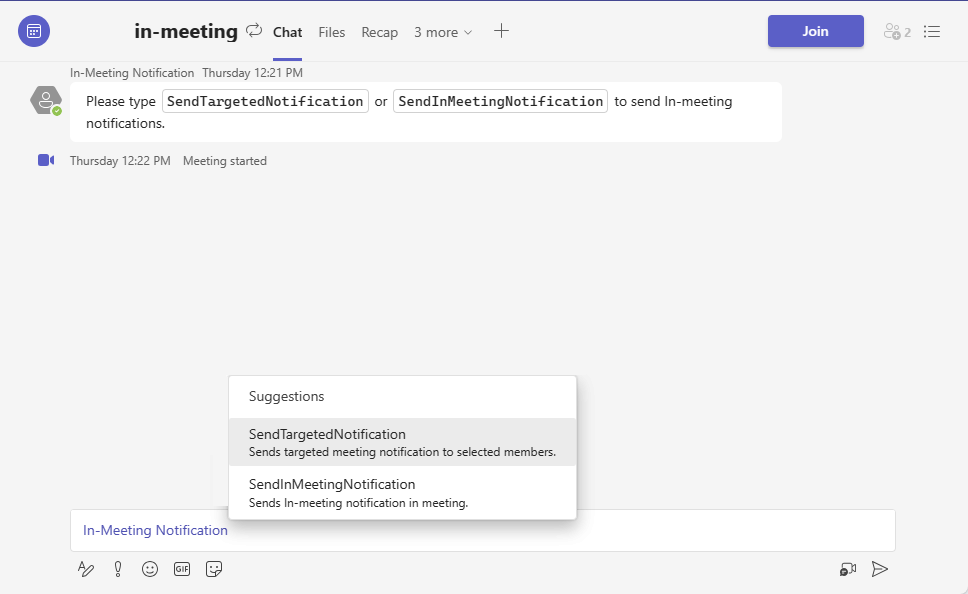 in-meeting Chat Files Recap 3 more Join 2
In-Meeting Notification Thursday 12:21 PM
Please type SendTargetedNotification or SendInMeetingNotification to send In-meeting
notifications.
Thursday 12:22 PM Meeting started
Suggestions
SendTargetedNotification
Sends targeted meeting notification to selected members.
SendInMeetingNotification
Sends In-meeting notification in meeting.
In-Meeting Notification
GIF